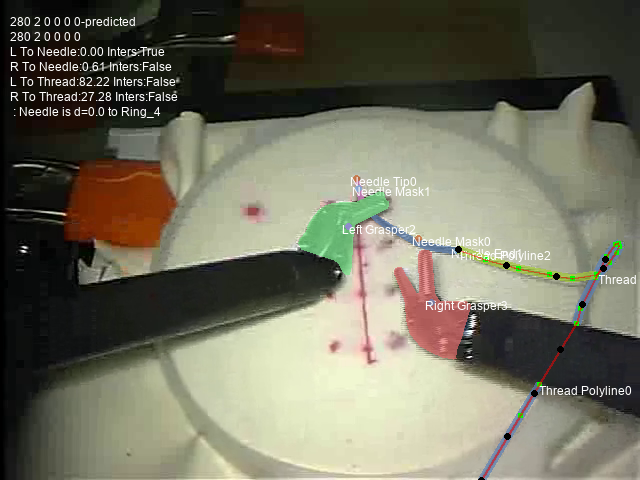 280 2 0 0 0 0-predicted
280 2 0 0 0 0
L To Needle:0.00 Inters:True
R To Needle:0.61 Inters:False
L To Thread:82.22 Inters:False
R To Thread:27.28 Inters:False
: Needle is d=0.0 to Ring_4
Needle Tip0
Needle Mask1
Left Grasper2
Needle Mask0
Thread Polyline2
Thread
Right Grasper3
Thread Polyline0